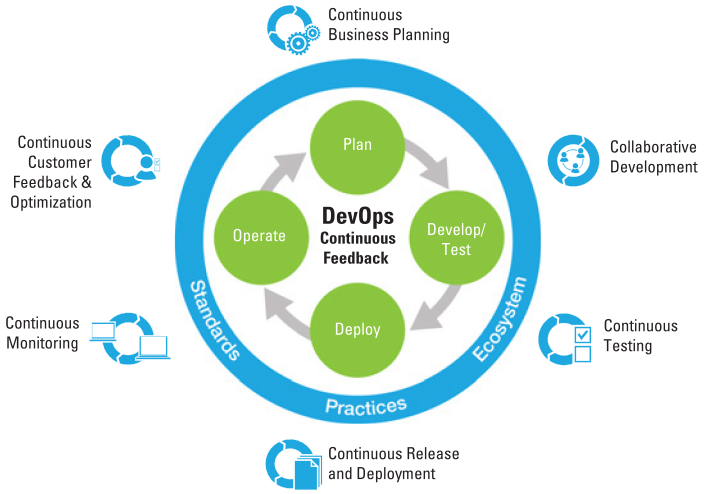 Continuous
Business Planning
Continuous
Customer
Feedback &
Optimization
Collaborative
Development
Plan
DevOps
Continuous
Feedback
Operate
Develop/
Test
Deploy
Standards
Practices
Ecosystem
Continuous
Monitoring
Continuous
Testing
Continuous Release
and Deployment